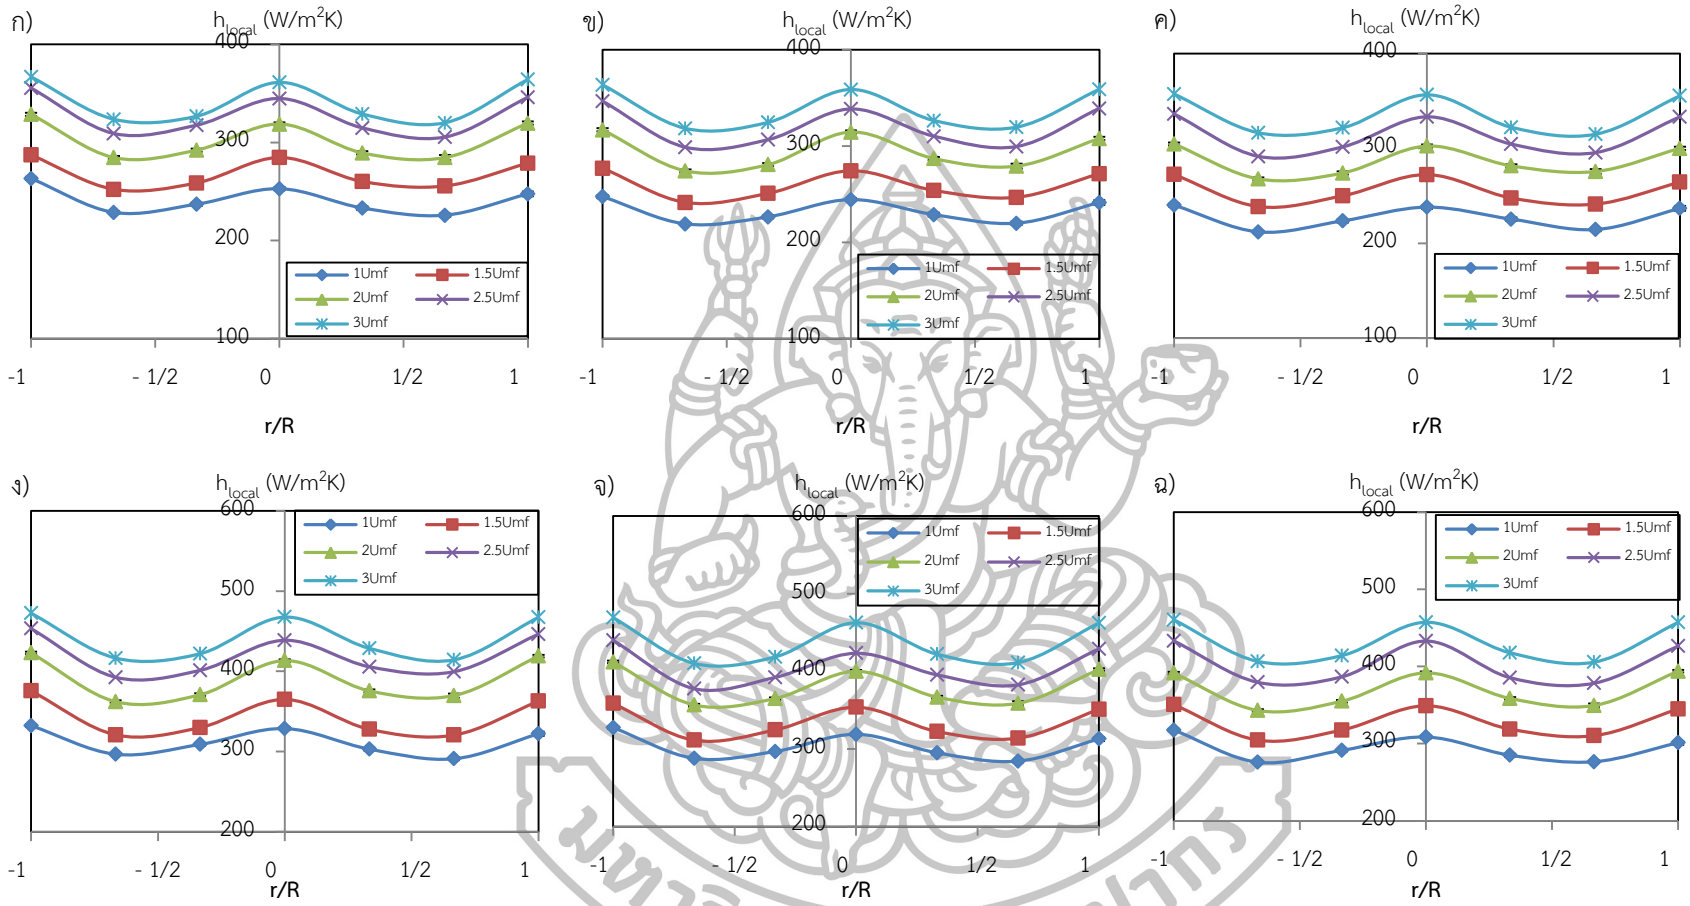 ก)
h_local (W/m²K)
400
300
200
100
1Umf 1.5Umf
2Umf 2.5Umf
3Umf
-1 - 1/2 0 1/2 1
r/R
ข)
h_local (W/m²K)
400
300
200
100
1Umf 1.5Umf
2Umf 2.5Umf
3Umf
-1 - 1/2 0 1/2 1
r/R
ค)
h_local (W/m²K)
400
300
200
100
1Umf 1.5Umf
2Umf 2.5Umf
3Umf
-1 - 1/2 0 1/2 1
r/R
ง)
h_local (W/m²K)
600
500
400
300
200
1Umf 1.5Umf
2Umf 2.5Umf
3Umf
-1 - 1/2 0 1/2 1
r/R
จ)
h_local (W/m²K)
600
500
400
300
200
1Umf 1.5Umf
2Umf 2.5Umf
3Umf
-1 - 1/2 0 1/2 1
r/R
ฉ)
h_local (W/m²K)
600
500
400
300
200
1Umf 1.5Umf
2Umf 2.5Umf
3Umf
-1 - 1/2 0 1/2 1
r/R